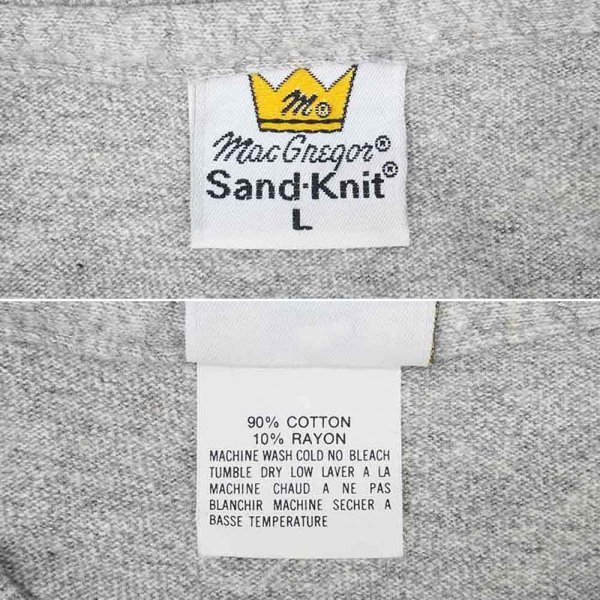 M®
MacGregor®
Sand·Knit®
L
90% COTTON
10% RAYON
MACHINE WASH COLD NO BLEACH
TUMBLE DRY LOW LAVER A LA
MACHINE CHAUD A NE PAS
BLANCHIR MACHINE SECHER A
BASSE TEMPERATURE